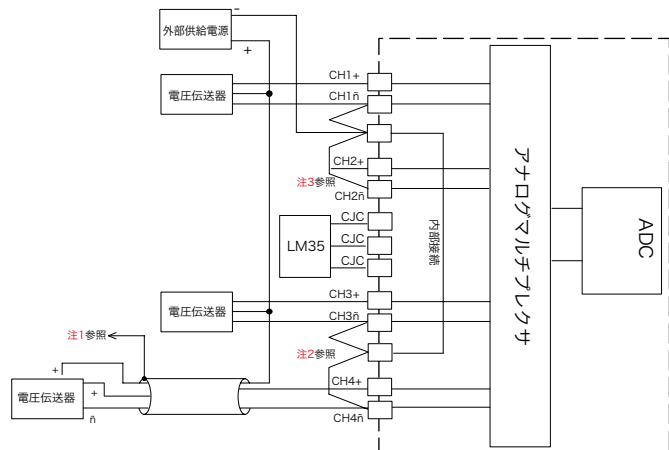 外部供給電源
−
+
電圧伝送器
CH1+
CH1ñ
CH2+
注3参照
CH2ñ
LM35
CJC
CJC
CJC
内部接続
アナログマルチプレクサ
ADC
電圧伝送器
CH3+
CH3ñ
注1参照
注2参照
電圧伝送器
+
+
ñ
CH4+
CH4ñ